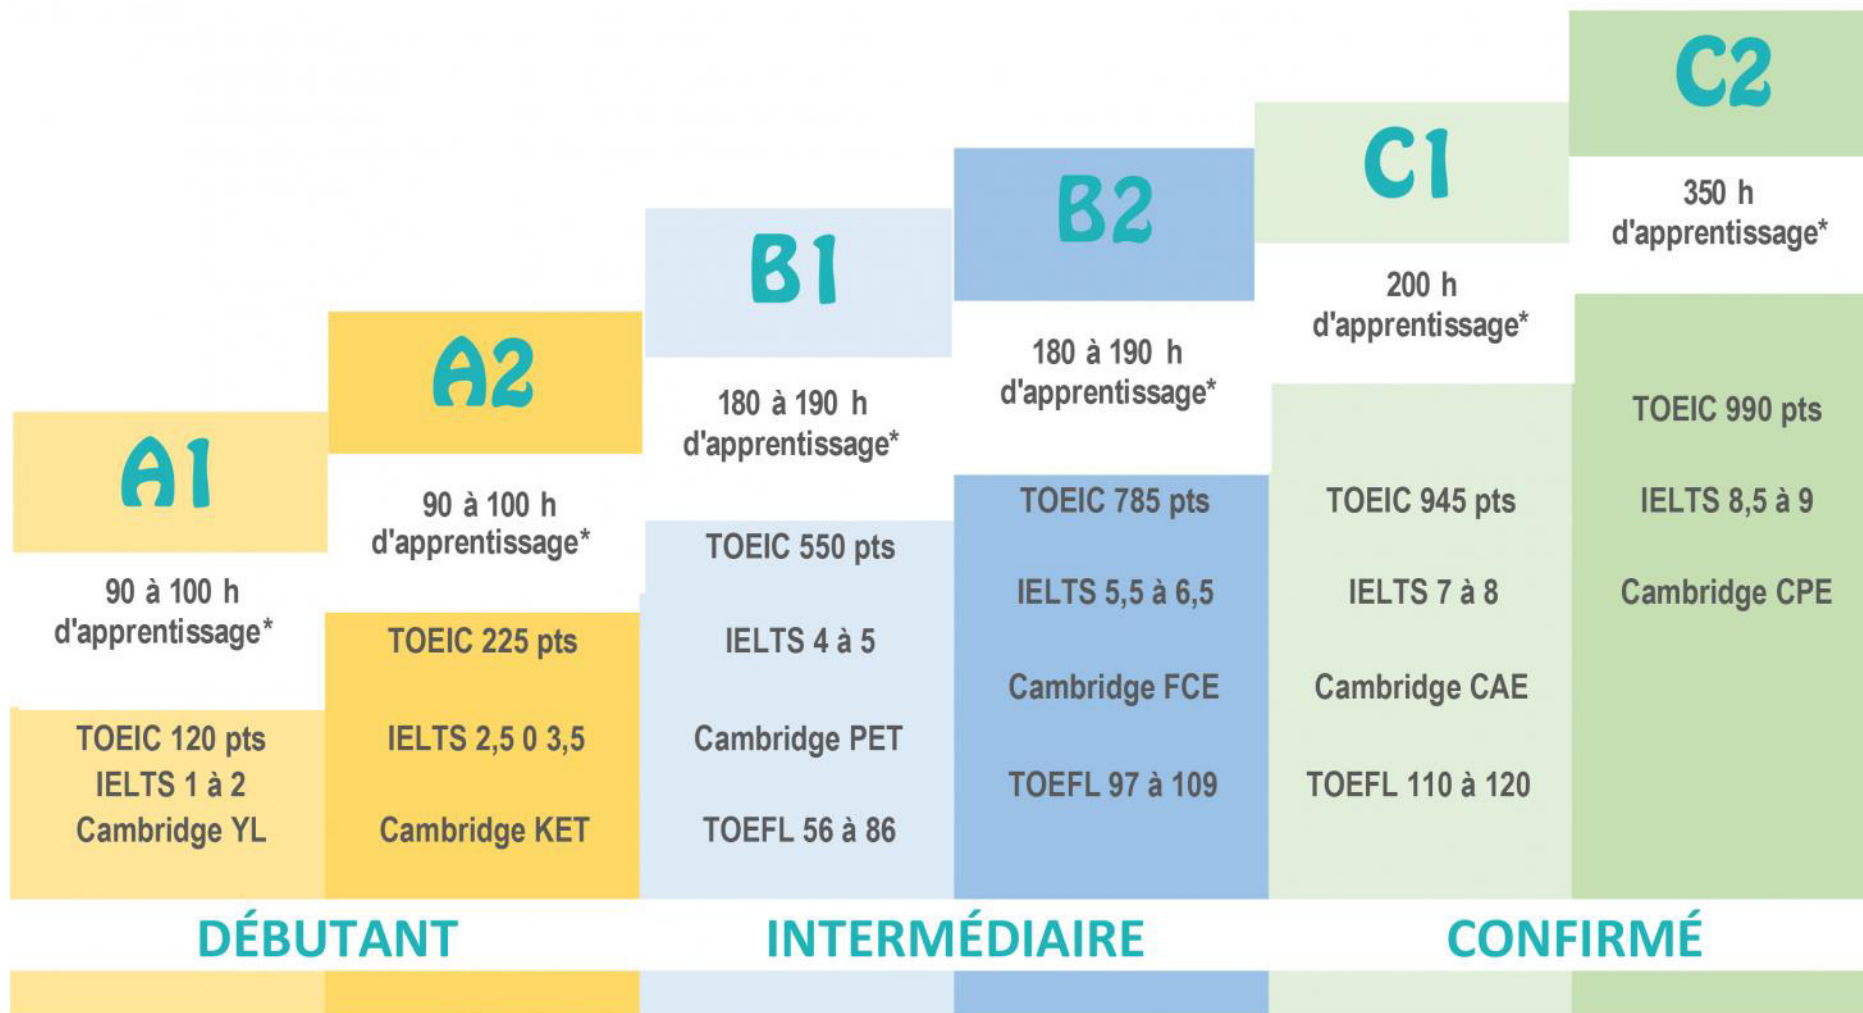 A1
90 à 100 h
d'apprentissage*
TOEIC 120 pts
IELTS 1 à 2
Cambridge YL
A2
90 à 100 h
d'apprentissage*
TOEIC 225 pts
IELTS 2,5 0 3,5
Cambridge KET
B1
180 à 190 h
d'apprentissage*
TOEIC 550 pts
IELTS 4 à 5
Cambridge PET
TOEFL 56 à 86
B2
180 à 190 h
d'apprentissage*
TOEIC 785 pts
IELTS 5,5 à 6,5
Cambridge FCE
TOEFL 97 à 109
C1
200 h
d'apprentissage*
TOEIC 945 pts
IELTS 7 à 8
Cambridge CAE
TOEFL 110 à 120
C2
350 h
d'apprentissage*
TOEIC 990 pts
IELTS 8,5 à 9
Cambridge CPE
DÉBUTANT
INTERMÉDIAIRE
CONFIRMÉ